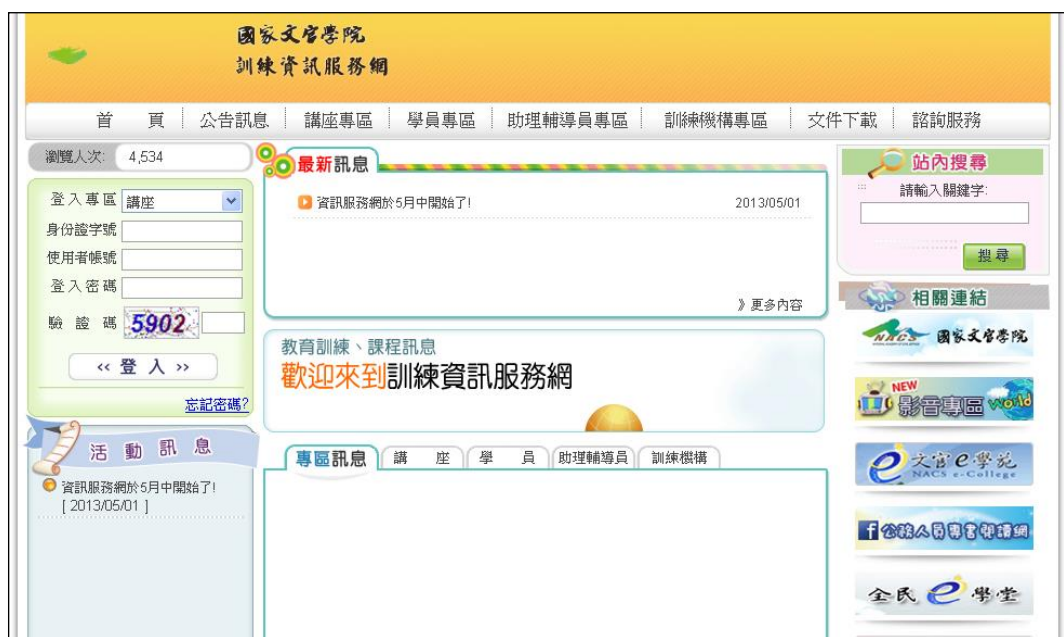 國家文官學院
訓練資訊服務網
首 頁 公告訊息 講座專區 學員專區 助理輔導員專區 訓練機構專區 文件下載 諮詢服務
瀏覽人次: 4,534
登入專區 講座
身份證字號
使用者帳號
登入密碼
驗 證 碼 5902
‹‹ 登 入 ››
忘記密碼?
活 動 訊 息
資訊服務網於5月中開始了!
[ 2013/05/01 ]
最新訊息
資訊服務網於5月中開始了! 2013/05/01
》更多內容
教育訓練、課程訊息
歡迎來到訓練資訊服務網
專區訊息 講 座 學 員 助理輔導員 訓練機構
站內搜尋
請輸入關鍵字:
搜尋
相關連結
NACS 國家文官學院
NEW
影音專區 World
文官e學苑
NACS e-College
公務人員專書閱讀網
全民e學堂